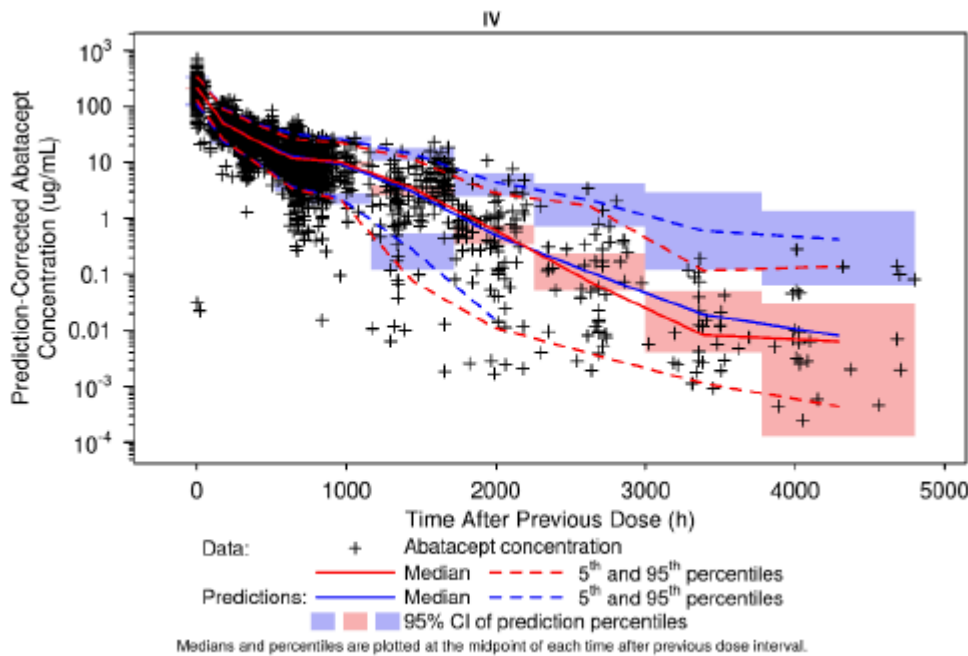 IV
Prediction-Corrected Abatacept
Concentration (ug/mL)
10³
100
10
1
0.1
0.01
10⁻³
10⁻⁴
0 1000 2000 3000 4000 5000
Time After Previous Dose (h)
Data: + Abatacept concentration
Median 5th and 95th percentiles
Predictions: Median 5th and 95th percentiles
95% CI of prediction percentiles
Medians and percentiles are plotted at the midpoint of each time after previous dose interval.